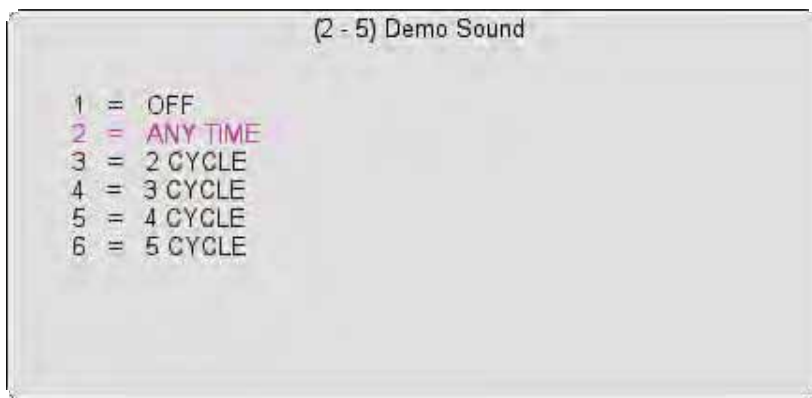 (2 - 5) Demo Sound
1 = OFF
2 = ANY TIME
3 = 2 CYCLE
4 = 3 CYCLE
5 = 4 CYCLE
6 = 5 CYCLE